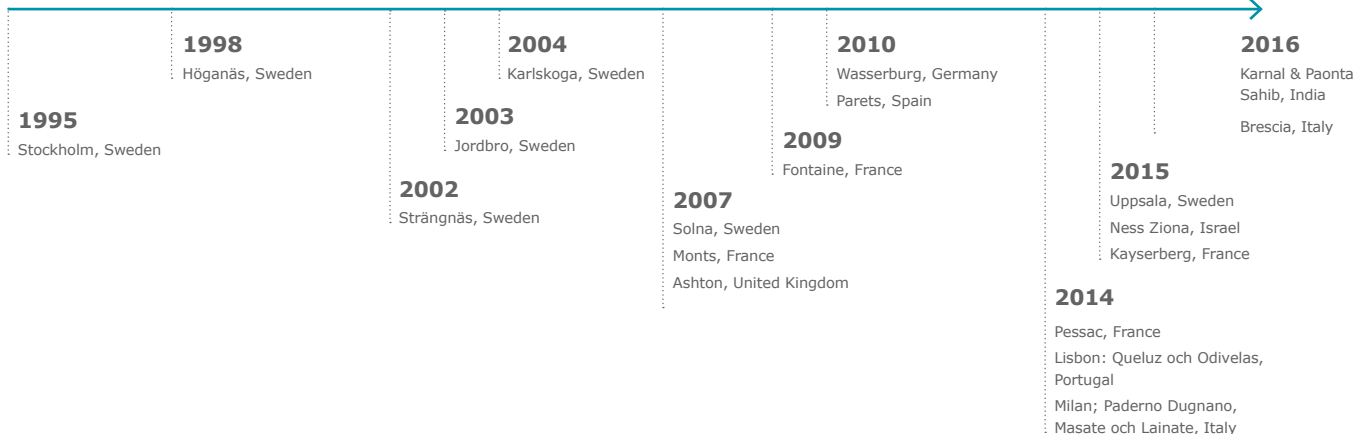 1995
Stockholm, Sweden
1998
Höganäs, Sweden
2002
Strängnäs, Sweden
2003
Jordbro, Sweden
2004
Karlskoga, Sweden
2007
Solna, Sweden
Monts, France
Ashton, United Kingdom
2009
Fontaine, France
2010
Wasserburg, Germany
Parets, Spain
2014
Pessac, France
Lisbon: Queluz och Odivelas,
Portugal
Milan; Paderno Dugnano,
Masate och Lainate, Italy
2015
Uppsala, Sweden
Ness Ziona, Israel
Kayserberg, France
2016
Karnal & Paonta
Sahib, India
Brescia, Italy